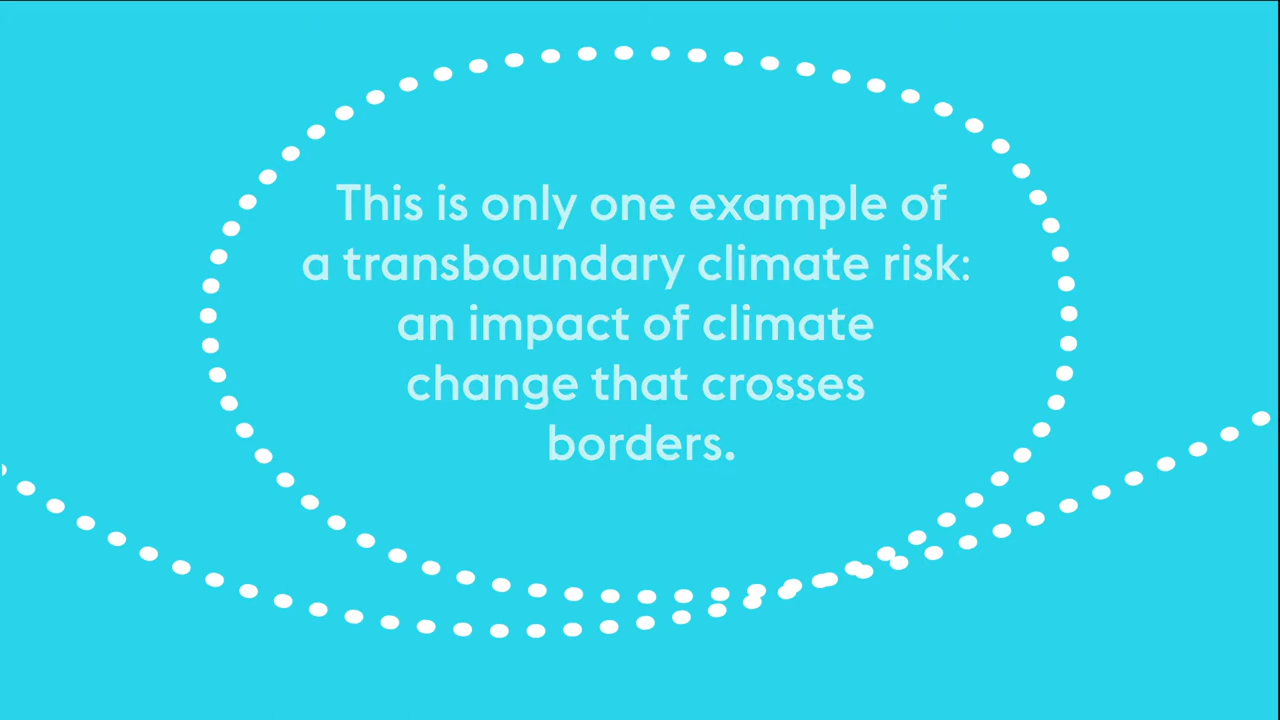 This is only one example of
a transboundary climate risk:
an impact of climate
change that crosses
borders.